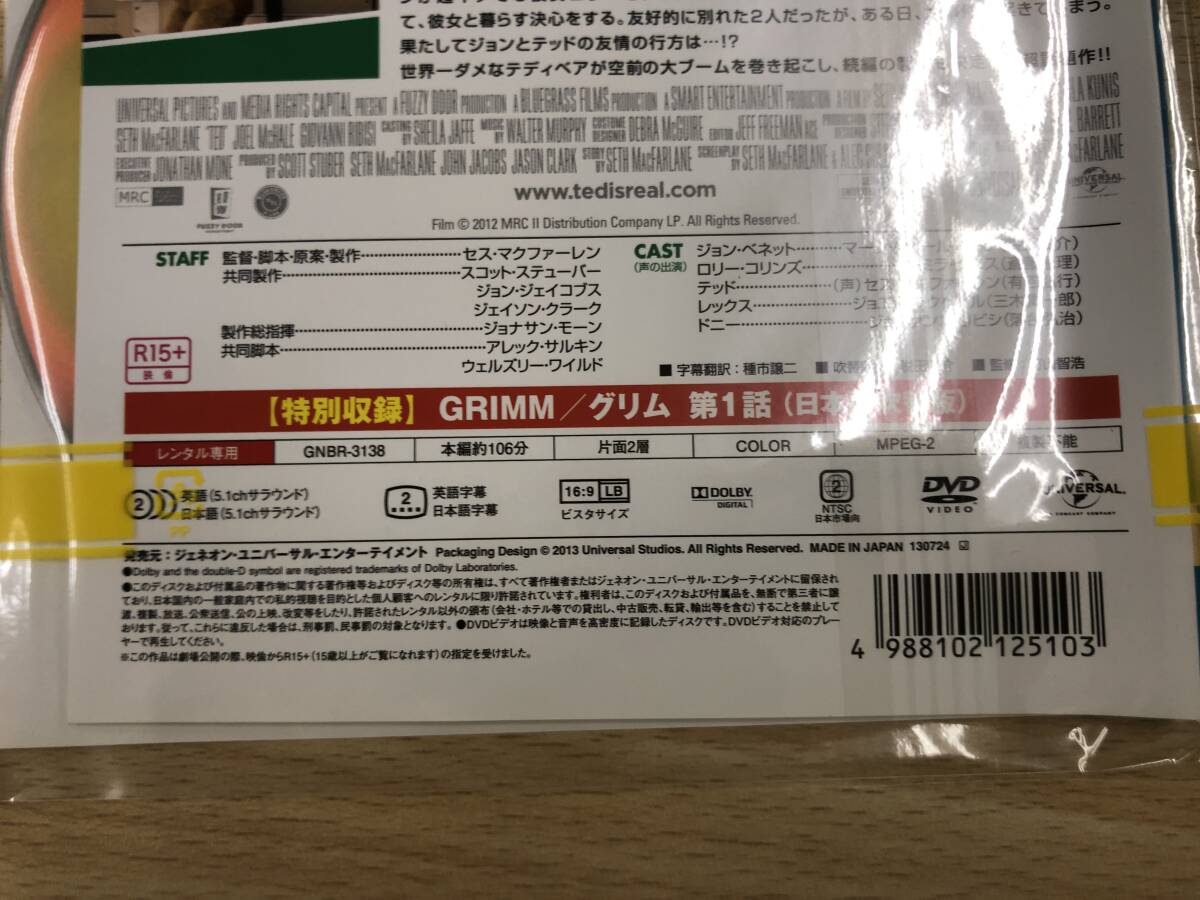 て、彼女と暮らす決心をする。友好的に別れた2人だったが、ある日、
果たしてジョンとテッドの友情の行方は…!?
世界一ダメなテディベアが空前の大ブームを巻き起こし、続編の製
UNIVERSAL PICTURES AND MEDIA RIGHTS CAPITAL PRESENT A FUZZY DOOR PRODUCTION A BLUEGRASS FILMS PRODUCTION A SMART ENTERTAINMENT PRODUCTION A FILM BY
SETH MACFARLANE "TED" JOEL MCHALE GIOVANNI RIBISI CASTING BY SHEILA JAFFE MUSIC BY WALTER MURPHY COSTUME DESIGNER DEBRA MCGUIRE EDITOR JEFF FREEMAN ACE BARRETT
EXECUTIVE PRODUCER JONATHAN MONE PRODUCED BY SCOTT STUBER SETH MACFARLANE JOHN JACOBS JASON CLARK STORY BY SETH MACFARLANE SCREENPLAY BY SETH MACFARLANE &
MRC
FUZZY DOOR
www.tedisreal.com
UNIVERSAL
Film © 2012 MRC II Distribution Company LP. All Rights Reserved.
STAFF 監督・脚本・原案・製作 セス・マクファーレン
共同製作 スコット・ステューバー
ジョン・ジェイコブス
ジェイソン・クラーク
製作総指揮 ジョナサン・モーン
共同脚本 アレック・サルキン
ウェルズリー・ワイルド
CAST (声の出演) ジョン・ベネット
ロリー・コリンズ
テッド (声)
レックス
ドニー
R15+
映倫
■字幕翻訳：種市譲二
【特別収録】 GRIMM／グリム 第1話
レンタル専用 GNBR-3138 本編約106分 片面2層 COLOR MPEG-2
2 英語(5.1chサラウンド)
日本語(5.1chサラウンド)
2 英語字幕
日本語字幕
16:9 LB
ビスタサイズ
DOLBY DIGITAL
2
NTSC
日本市場向
DVD VIDEO
UNIVERSAL
発売元：ジェネオン・ユニバーサル・エンターテイメント Packaging Design © 2013 Universal Studios. All Rights Reserved. MADE IN JAPAN 130724
●Dolby and the double-D symbol are registered trademarks of Dolby Laboratories.
●このディスクおよび付属品の著作物に関する著作権等およびディスク等の所有権は、すべて著作権者またはジェネオン・ユニバーサル・エンターテイメントに留保され
ており、日本国内の一般家庭内での私的視聴を目的とした個人顧客へのレンタルに限り許諾されています。権利者は、このディスクおよび付属品を、無断で第三者に譲
渡、複製、放送、公衆送信、公の上映、改変等をしたり、許諾されたレンタル以外の頒布(会社・ホテル等での貸出し、中古販売、転貸、輸出等を含む)することを禁止して
おります。従って、これらに違反した場合は、刑事罰、民事罰の対象となります。 ●DVDビデオは映像と音声を高密度に記録したディスクです。DVDビデオ対応のプレー
ヤーで再生してください。
※この作品は劇場公開の際、映倫からR15+(15歳以上がご覧になれます)の指定を受けました。
4 988102 125103